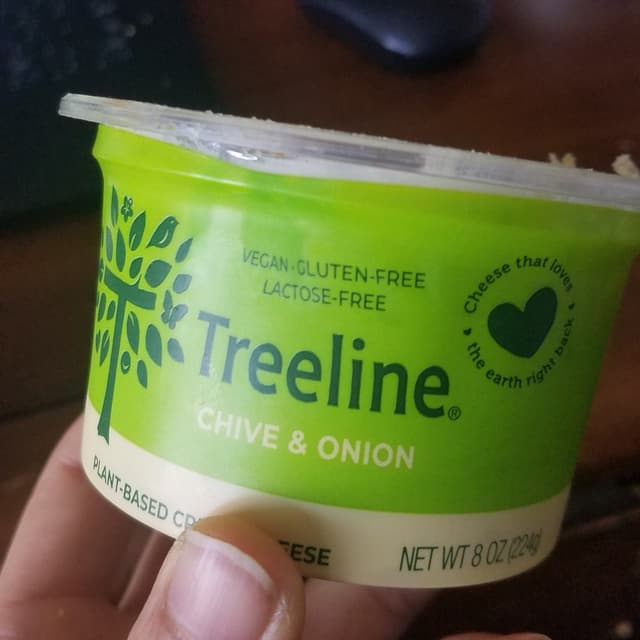 VEGAN•GLUTEN-FREE
LACTOSE-FREE
Cheese that loves
the earth right back
Treeline®
CHIVE & ONION
PLANT-BASED CR EESE
NET WT 8 OZ (224g)